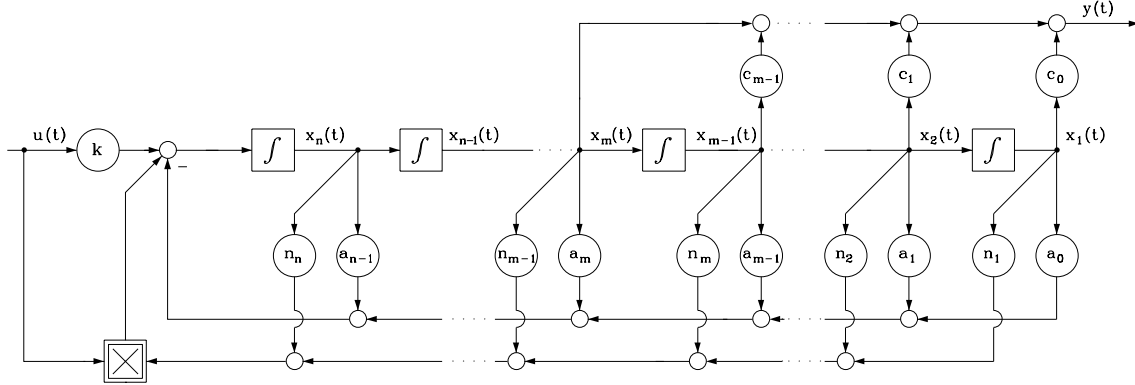 y(t)
c_{m-1} c_1 c_0
u(t) k − ∫ x_n(t) ∫ x_{n-1}(t) x_m(t) ∫ x_{m-1}(t) x_2(t) ∫ x_1(t)
n_n a_{n-1} n_{m-1} a_m n_m a_{m-1} n_2 a_1 n_1 a_0